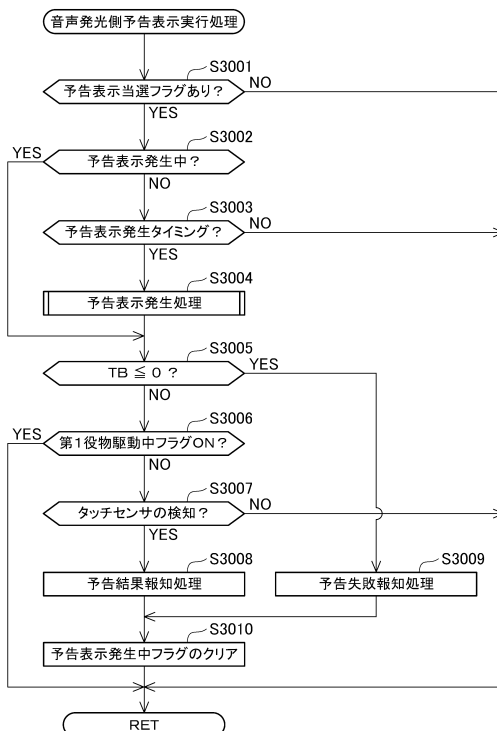 音声発光側予告表示実行処理
S3001
予告表示当選フラグあり?
NO
YES
S3002
YES
予告表示発生中?
NO
S3003
予告表示発生タイミング?
NO
YES
S3004
予告表示発生処理
S3005
TB ≦ 0 ?
YES
NO
S3006
YES
第1役物駆動中フラグON?
NO
S3007
タッチセンサの検知?
NO
YES
S3008
予告結果報知処理
S3009
予告失敗報知処理
S3010
予告表示発生中フラグのクリア
RET